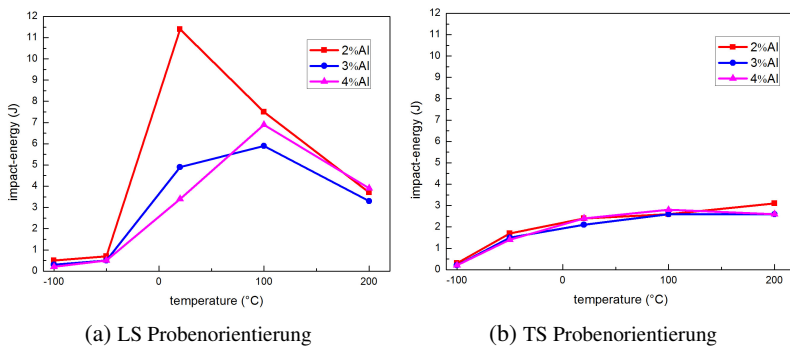 12
11
10
9
8
7
6
5
4
3
2
1
0
impact-energy (J)
2%Al
3%Al
4%Al
-100
0
100
200
temperature (°C)
(a) LS Probenorientierung
12
11
10
9
8
7
6
5
4
3
2
1
0
impact-energy (J)
2%Al
3%Al
4%Al
-100
0
100
200
temperature (°C)
(b) TS Probenorientierung